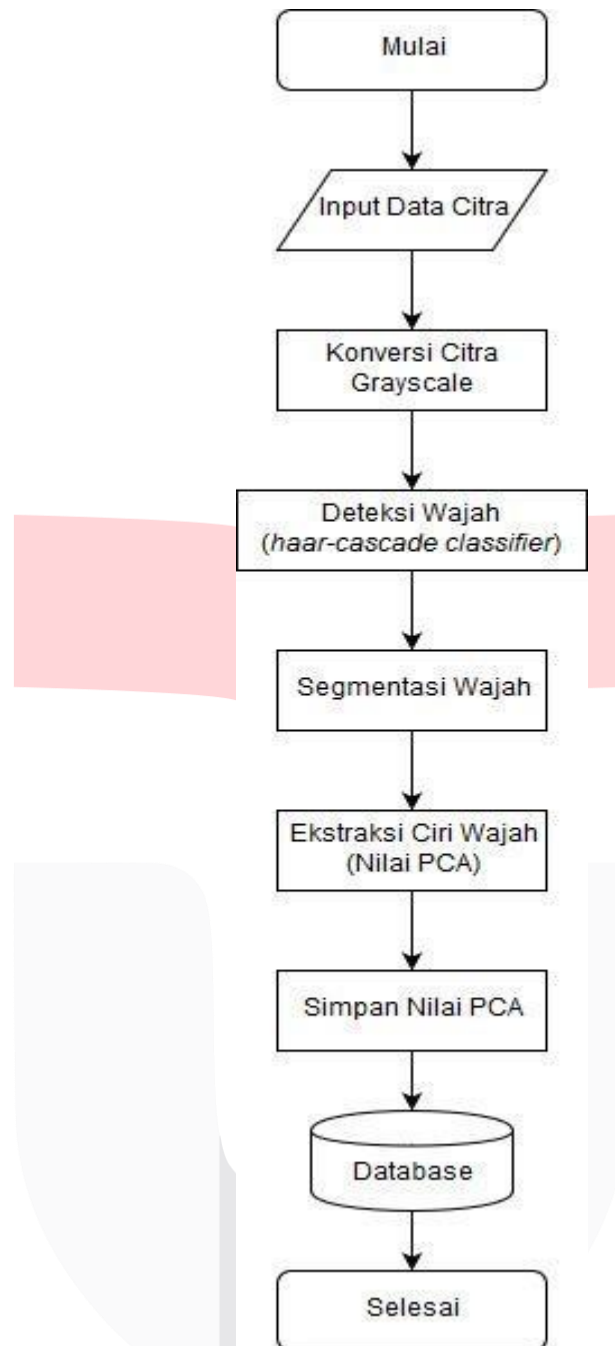 Mulai
Input Data Citra
Konversi Citra
Grayscale
Deteksi Wajah
(haar-cascade classifier)
Segmentasi Wajah
Ekstraksi Ciri Wajah
(Nilai PCA)
Simpan Nilai PCA
Database
Selesai